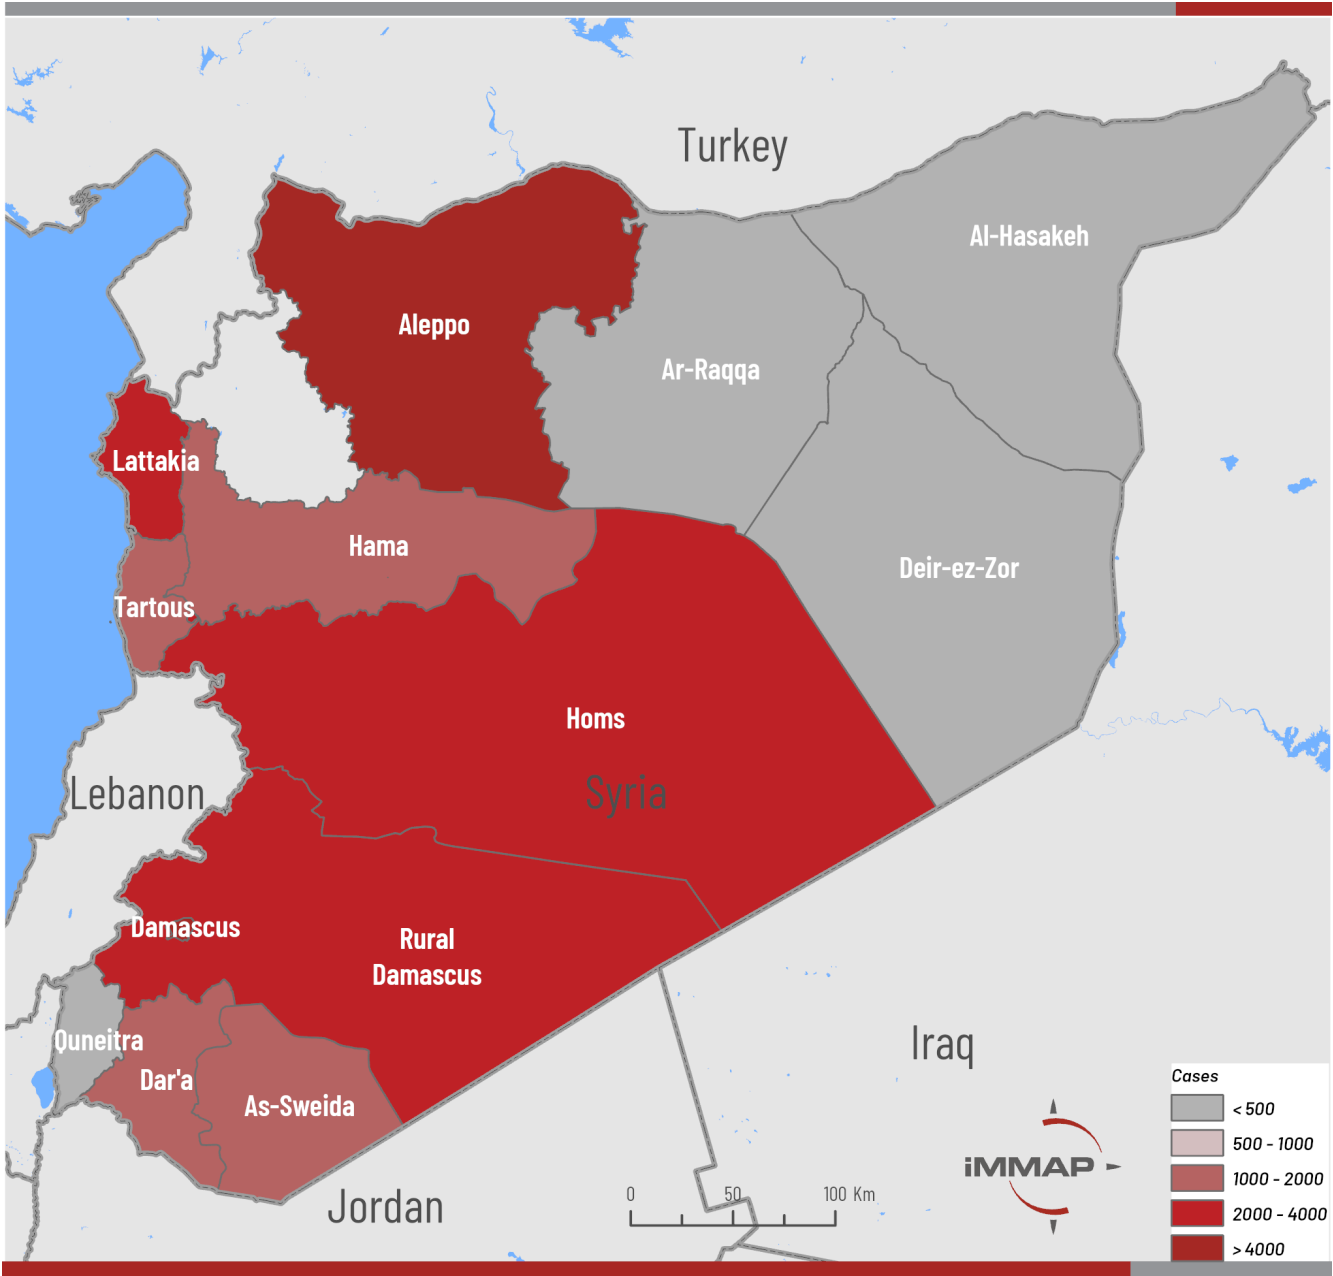 Turkey
Al-Hasakeh
Aleppo
Ar-Raqqa
Lattakia
Hama
Deir-ez-Zor
Tartous
Homs
Syria
Lebanon
Damascus
Rural
Damascus
Quneitra
Dar'a
As-Sweida
Iraq
Jordan
iMMAP
0 50 100 Km
Cases
< 500
500 - 1000
1000 - 2000
2000 - 4000
> 4000